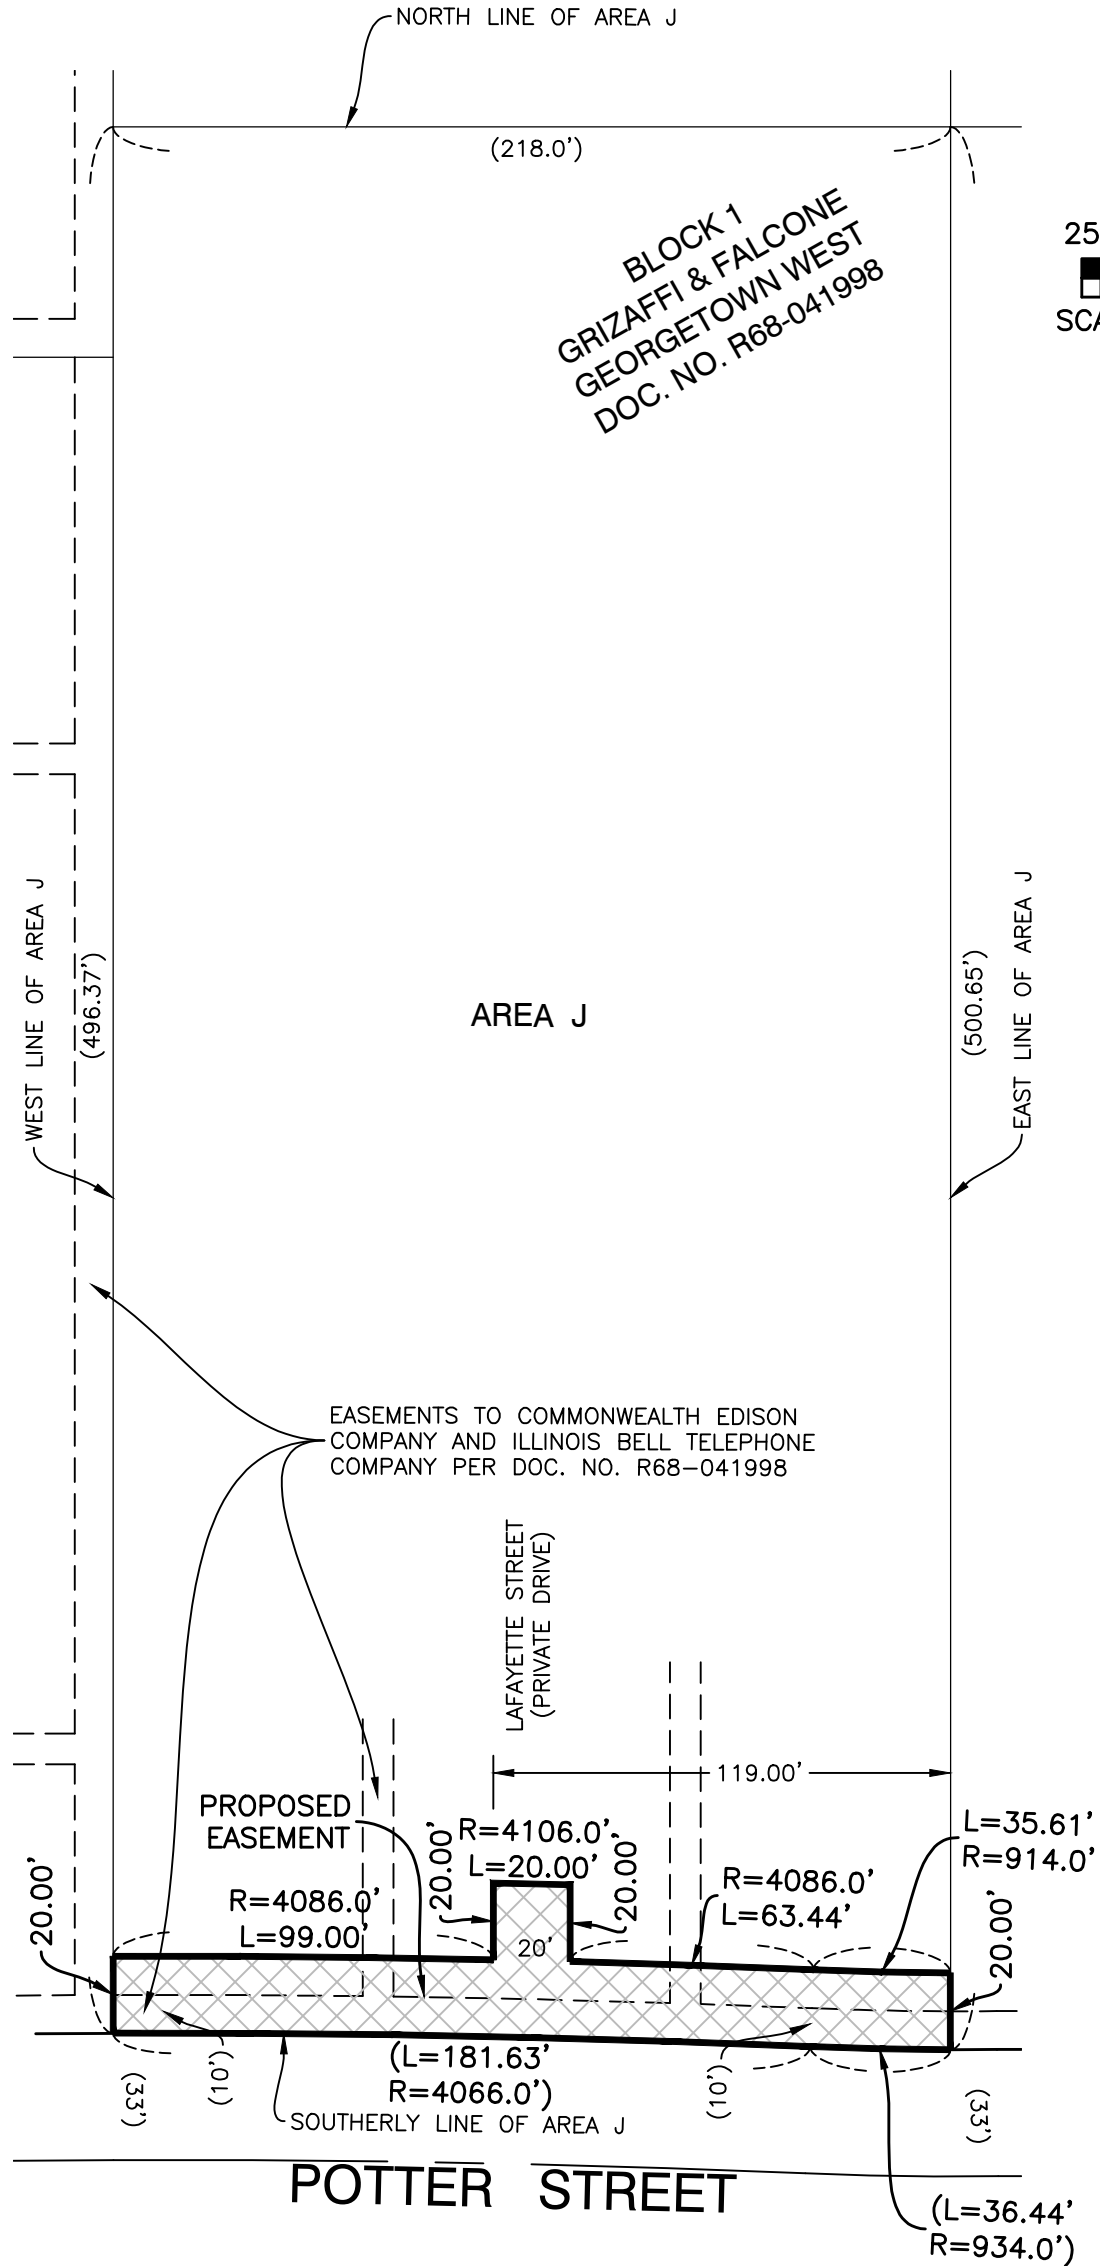 NORTH LINE OF AREA J
(218.0')
BLOCK 1
GRIZAFFI & FALCONE
GEORGETOWN WEST
DOC. NO. R68-041998
25
SCA
WEST LINE OF AREA J
(496.37')
AREA J
(500.65')
EAST LINE OF AREA J
EASEMENTS TO COMMONWEALTH EDISON
COMPANY AND ILLINOIS BELL TELEPHONE
COMPANY PER DOC. NO. R68-041998
LAFAYETTE STREET
(PRIVATE DRIVE)
119.00'
PROPOSED
EASEMENT
20.00'
R=4086.0'
L=99.00'
20.00'
R=4106.0'
L=20.00'
20.00'
20'
R=4086.0'
L=63.44'
L=35.61'
R=914.0'
20.00'
(33')
(10')
(L=181.63'
R=4066.0')
(10')
(33')
SOUTHERLY LINE OF AREA J
POTTER STREET
(L=36.44'
R=934.0')